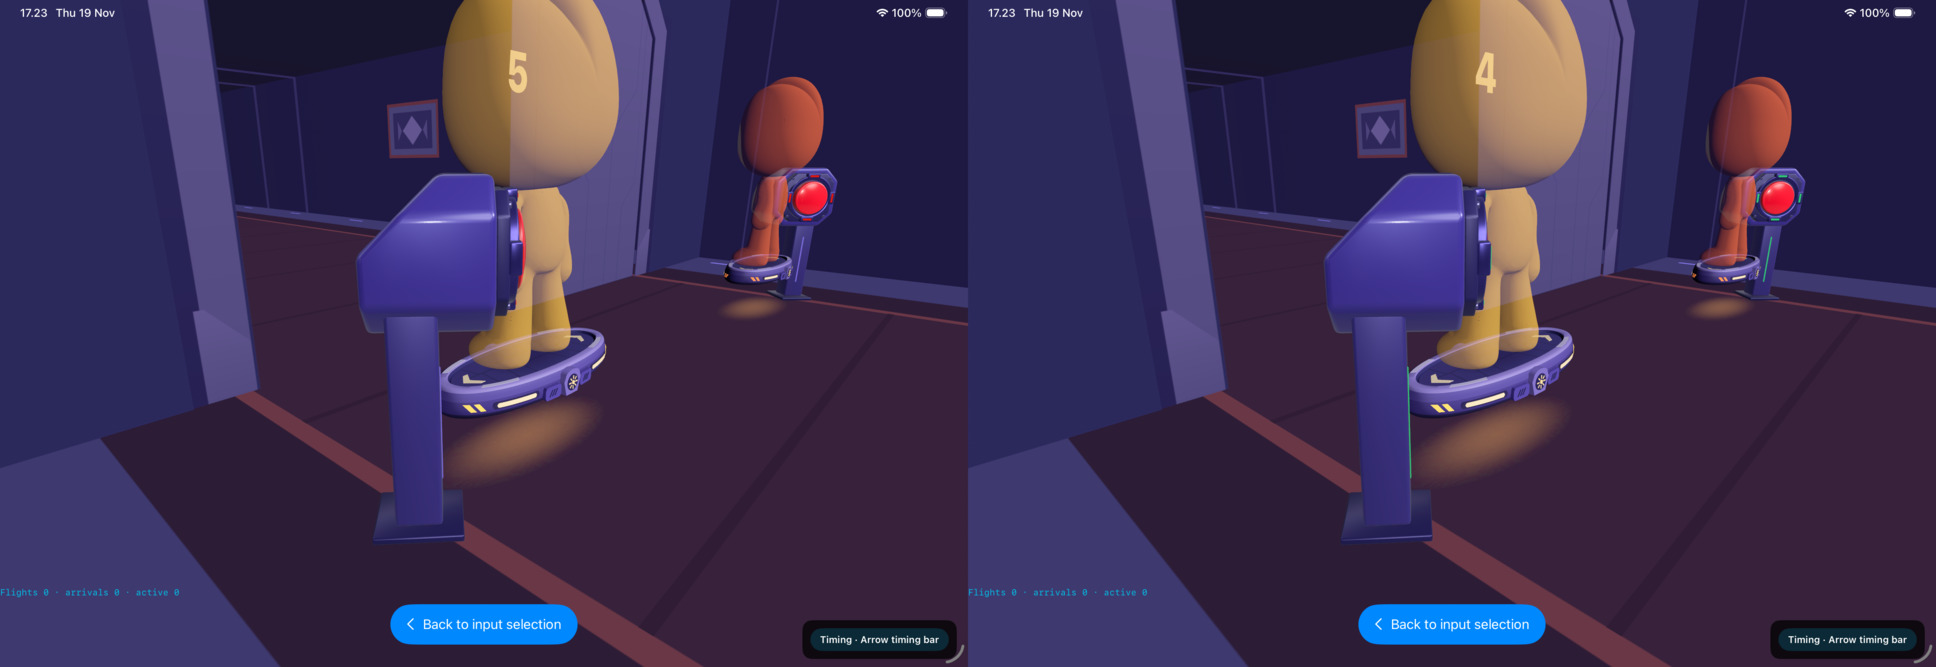 17.23 Thu 19 Nov
100%
5
Flights 0 · arrivals 0 · active 0
Back to input selection
Timing · Arrow timing bar
17.23 Thu 19 Nov
100%
4
Flights 0 · arrivals 0 · active 0
Back to input selection
Timing · Arrow timing bar